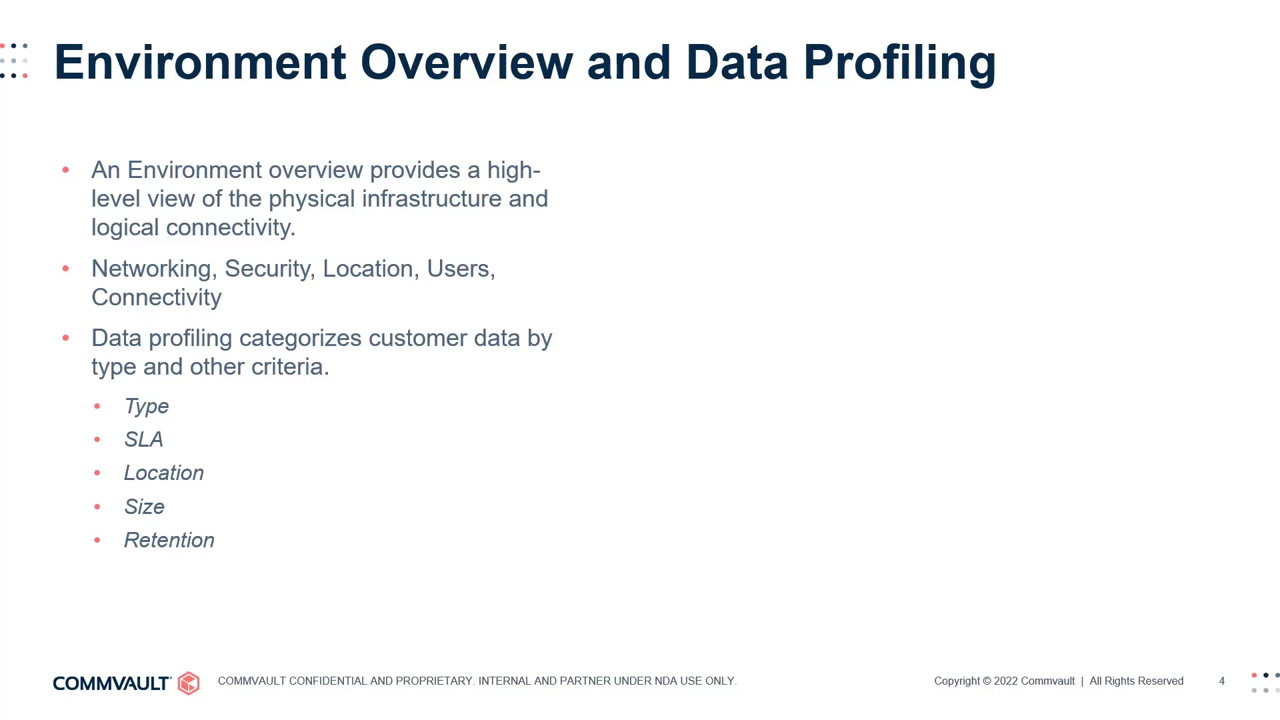 Environment Overview and Data Profiling
• An Environment overview provides a high-
level view of the physical infrastructure and
logical connectivity.
• Networking, Security, Location, Users,
Connectivity
• Data profiling categorizes customer data by
type and other criteria.
• Type
• SLA
• Location
• Size
• Retention
COMMVAULT COMMVAULT CONFIDENTIAL AND PROPRIETARY. INTERNAL AND PARTNER UNDER NDA USE ONLY. Copyright © 2022 Commvault | All Rights Reserved 4